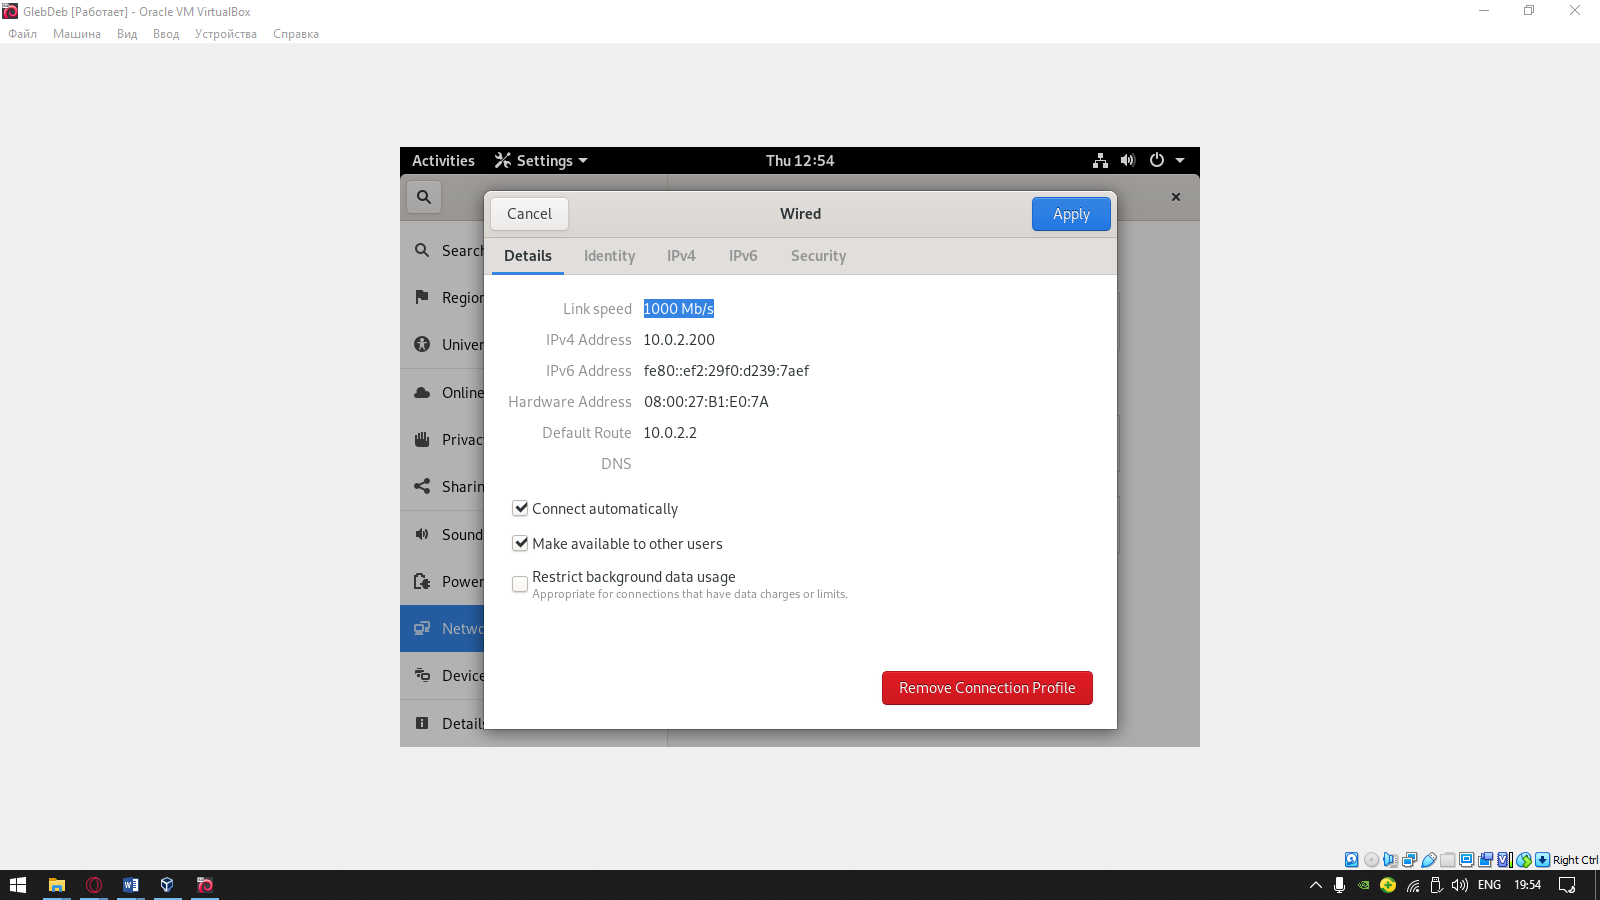 GlebDeb [Работает] - Oracle VM VirtualBox
Файл Машина Вид Ввод Устройства Справка
Activities Settings Thu 12:54
Cancel Wired Apply
Details Identity IPv4 IPv6 Security
Search
Region
Univer
Online
Privac
Sharin
Sound
Power
Netwo
Device
Details
Link speed 1000 Mb/s
IPv4 Address 10.0.2.200
IPv6 Address fe80::ef2:29f0:d239:7aef
Hardware Address 08:00:27:B1:E0:7A
Default Route 10.0.2.2
DNS
Connect automatically
Make available to other users
Restrict background data usage
Appropriate for connections that have data charges or limits.
Remove Connection Profile
Right Ctrl
ENG 19:54